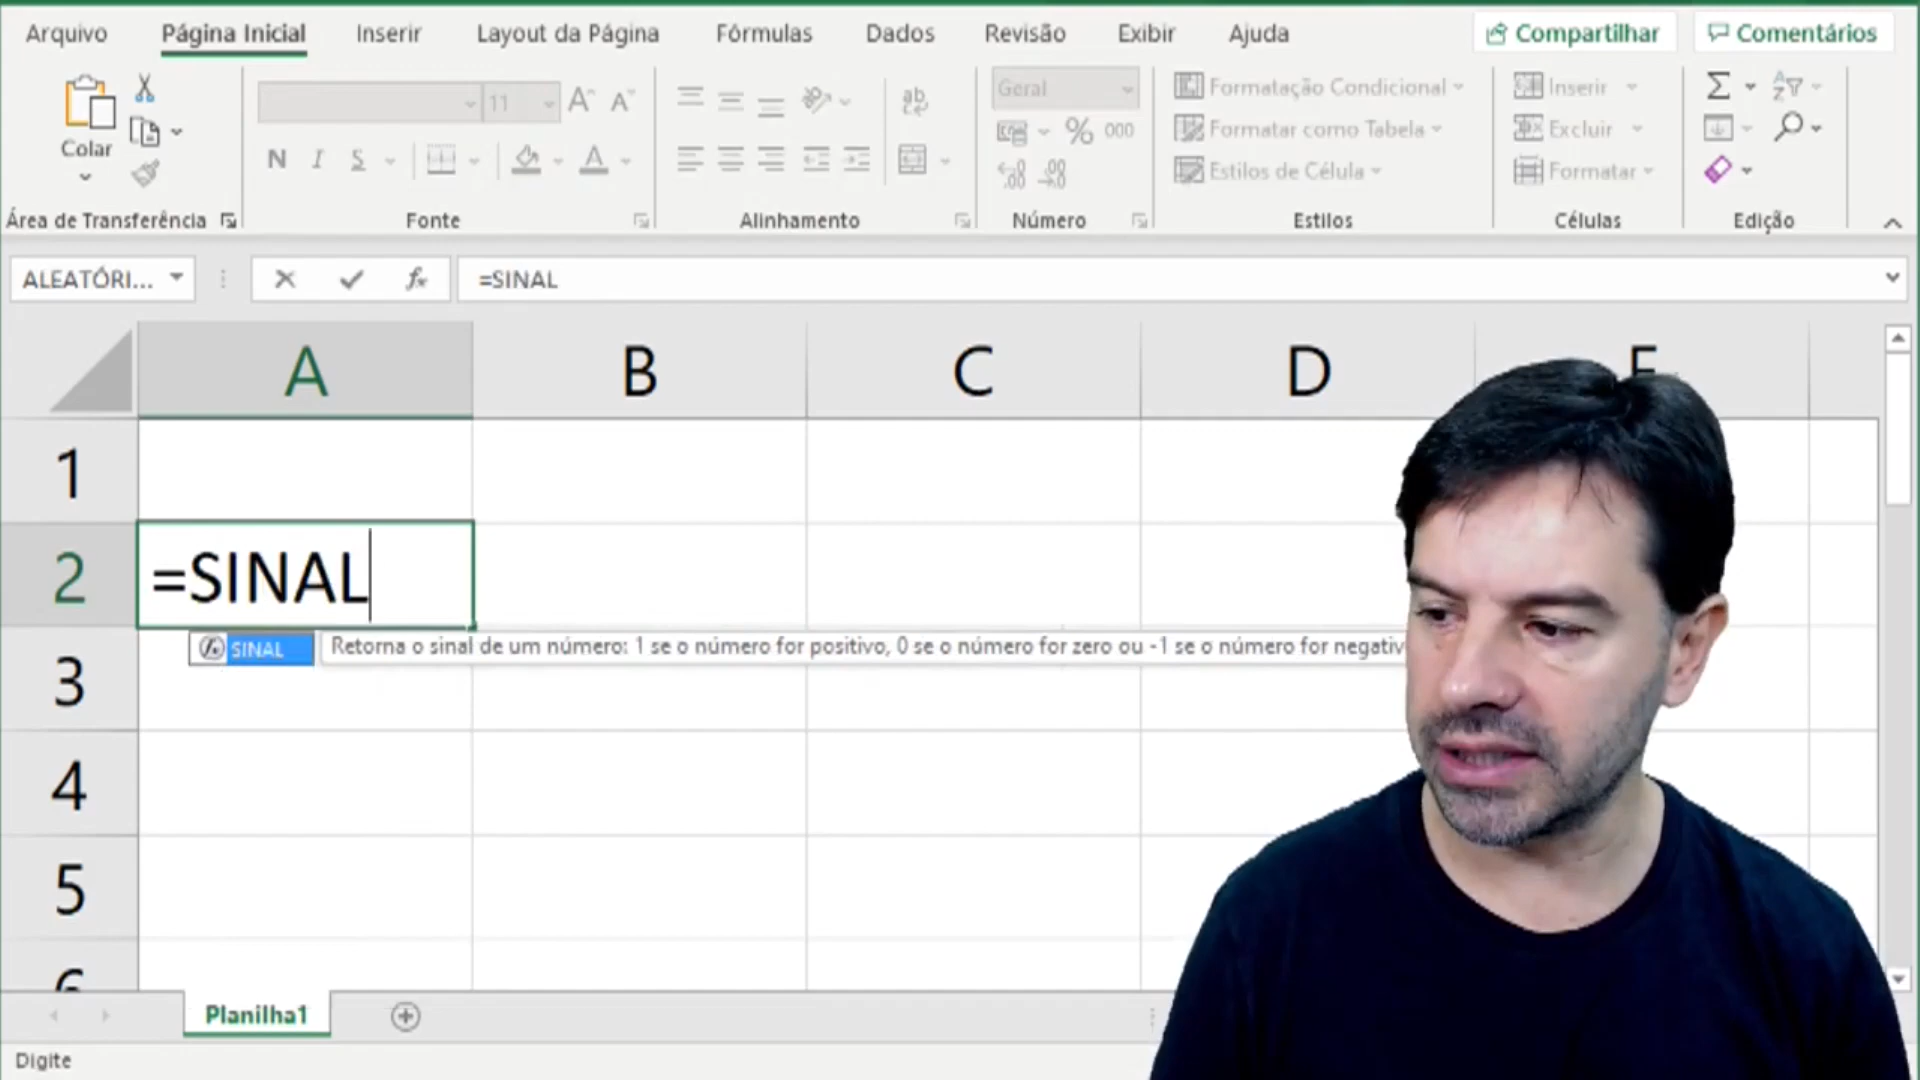 Arquivo Página Inicial Inserir Layout da Página Fórmulas Dados Revisão Exibir Ajuda Compartilhar Comentários
Colar
11
Geral
Formatação Condicional
Inserir
% 000
Formatar como Tabela
Excluir
N I S
Estilos de Célula
Formatar
Área de Transferência Fonte Alinhamento Número Estilos Células Edição
ALEATÓRI... fx =SINAL
A B C D
1
2 =SINAL
SINAL Retorna o sinal de um número: 1 se o número for positivo, 0 se o número for zero ou -1 se o número for negativ
3
4
5
6
Planilha1
Digite